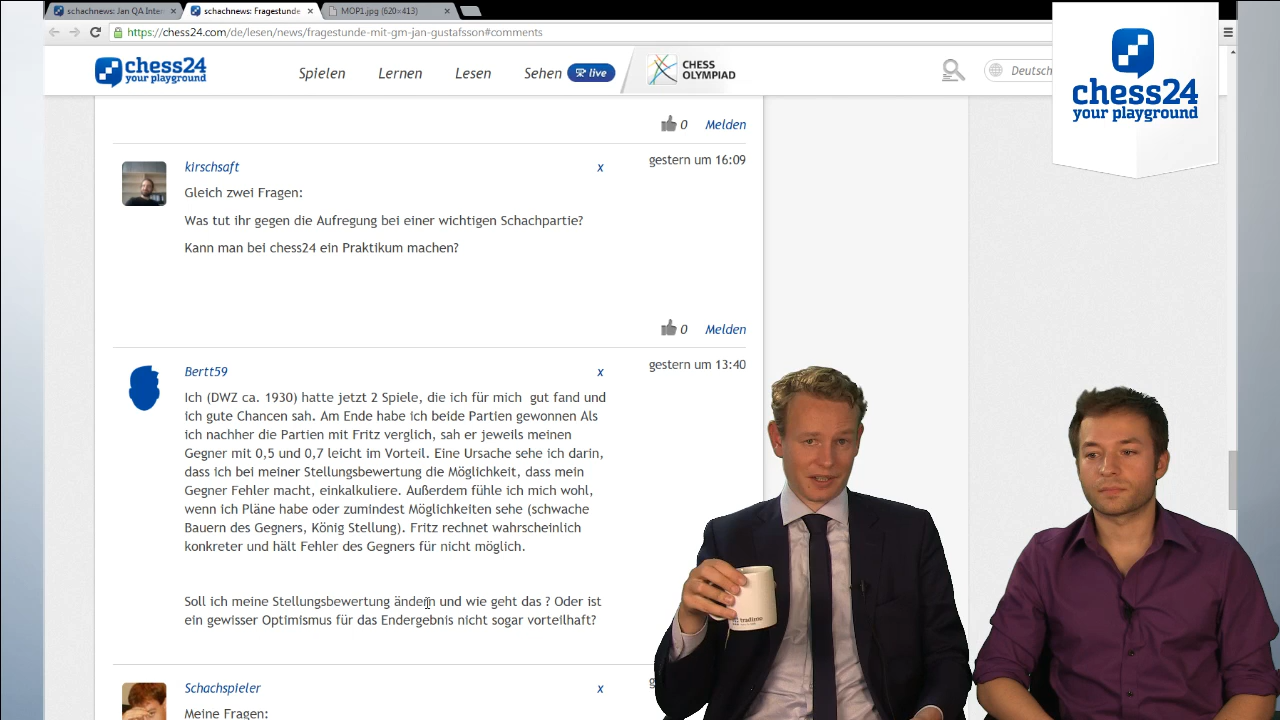 schachnews: Jan QA Inter
schachnews: Fragestunde
MOP1.jpg (620×413)
https://chess24.com/de/lesen/news/fragestunde-mit-gm-jan-gustafsson#comments
chess24
your playground
Spielen
Lernen
Lesen
Sehen
live
CHESS
OLYMPIAD
Deutsch
chess24
your playground
0 Melden
kirschsaft
x
gestern um 16:09
Gleich zwei Fragen:
Was tut ihr gegen die Aufregung bei einer wichtigen Schachpartie?
Kann man bei chess24 ein Praktikum machen?
0 Melden
Bertt59
x
gestern um 13:40
Ich (DWZ ca. 1930) hatte jetzt 2 Spiele, die ich für mich gut fand und
ich gute Chancen sah. Am Ende habe ich beide Partien gewonnen Als
ich nachher die Partien mit Fritz verglich, sah er jeweils meinen
Gegner mit 0,5 und 0,7 leicht im Vorteil. Eine Ursache sehe ich darin,
dass ich bei meiner Stellungsbewertung die Möglichkeit, dass mein
Gegner Fehler macht, einkalkuliere. Außerdem fühle ich mich wohl,
wenn ich Pläne habe oder zumindest Möglichkeiten sehe (schwache
Bauern des Gegners, König Stellung). Fritz rechnet wahrscheinlich
konkreter und hält Fehler des Gegners für nicht möglich.
Soll ich meine Stellungsbewertung ändern und wie geht das ? Oder ist
ein gewisser Optimismus für das Endergebnis nicht sogar vorteilhaft?
Schachspieler
x
Meine Fragen: